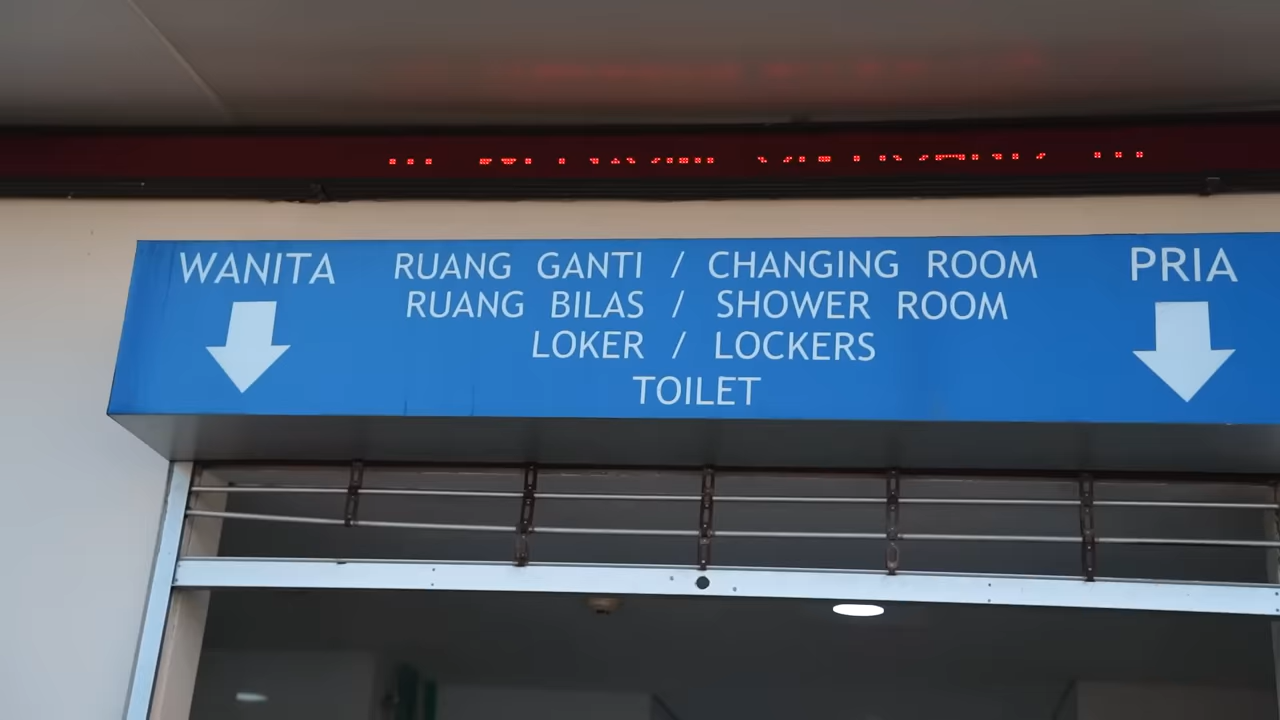 WANITA
RUANG GANTI / CHANGING ROOM
RUANG BILAS / SHOWER ROOM
LOKER / LOCKERS
TOILET
PRIA